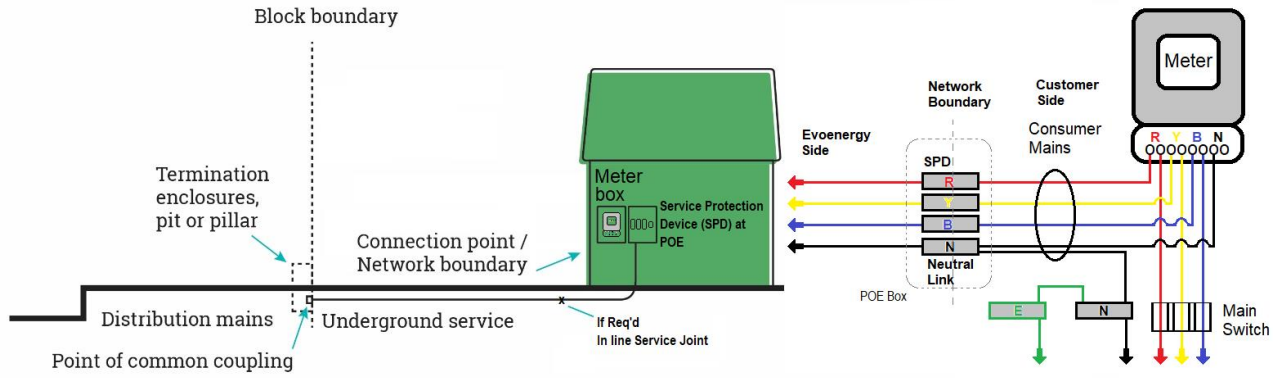 Block boundary
Termination
enclosures,
pit or pillar
Connection point /
Network boundary
Meter
box
Service Protection
Device (SPD) at
POE
Distribution mains
Underground service
Point of common coupling
x
If Req'd
In line Service Joint
Evoenergy
Side
Network
Boundary
Customer
Side
Consumer
Mains
SPD
R
Y
B
N
Neutral
Link
POE Box
Meter
R Y B N
E
N
Main
Switch